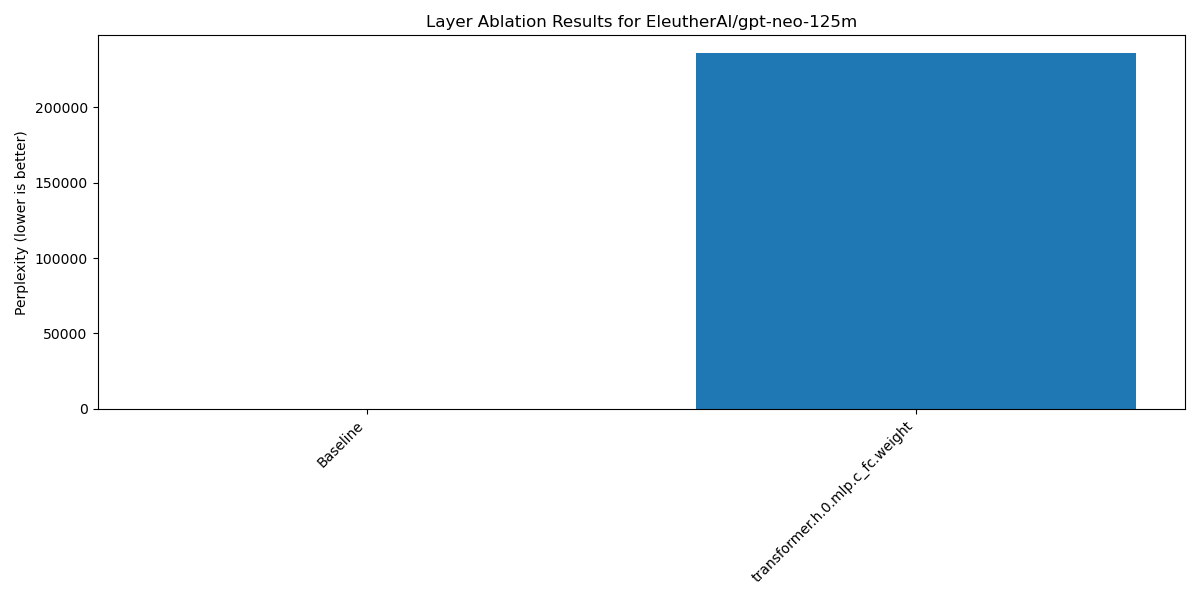 Layer Ablation Results for EleutherAI/gpt-neo-125m
Perplexity (lower is better)
200000
150000
100000
50000
0
Baseline
transformer.h.0.mlp.c_fc.weight